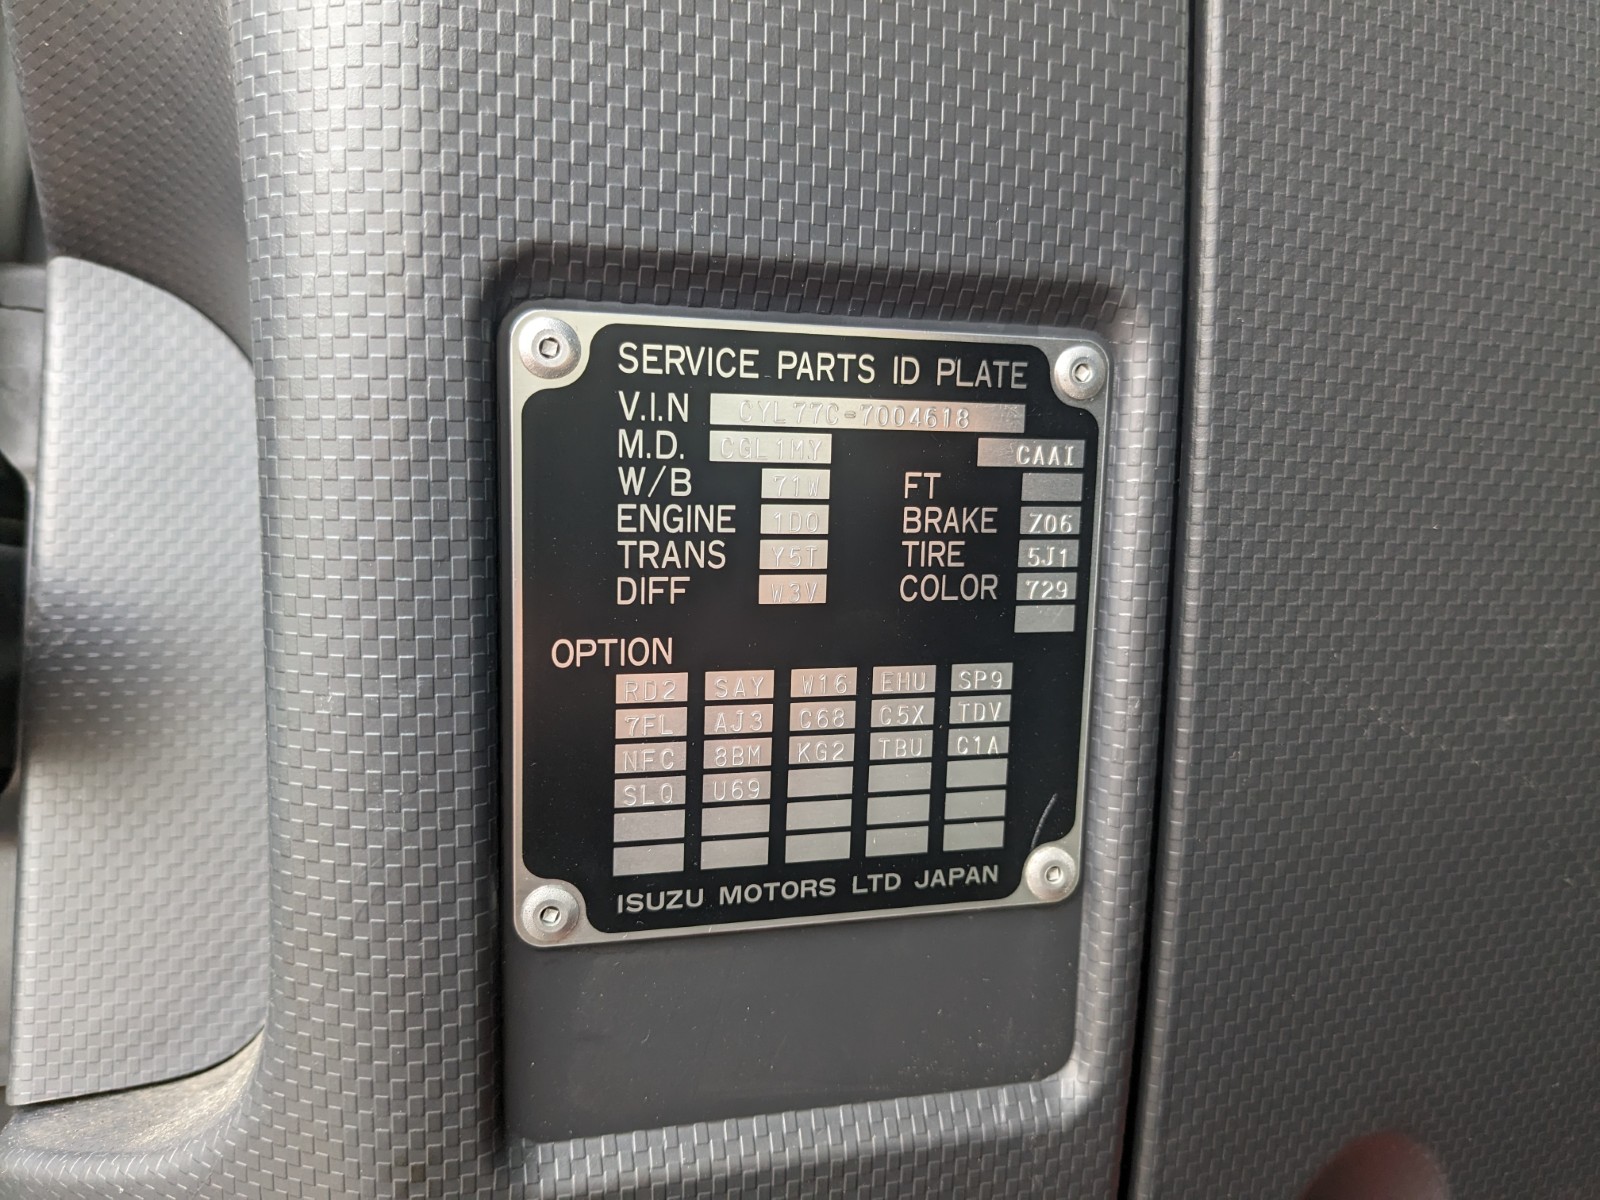 SERVICE PARTS ID PLATE
V.I.N CYL77C-7004618
M.D. CGL1MY CAAI
W/B 71W FT
ENGINE 1DQ BRAKE Z06
TRANS Y5T TIRE 5J1
DIFF W3V COLOR 729
OPTION
RD2 SAY W16 EHU SP9
7FL AJ3 C68 C5X TDV
NFC 8BM KG2 TBU C1A
SLQ U69
ISUZU MOTORS LTD JAPAN